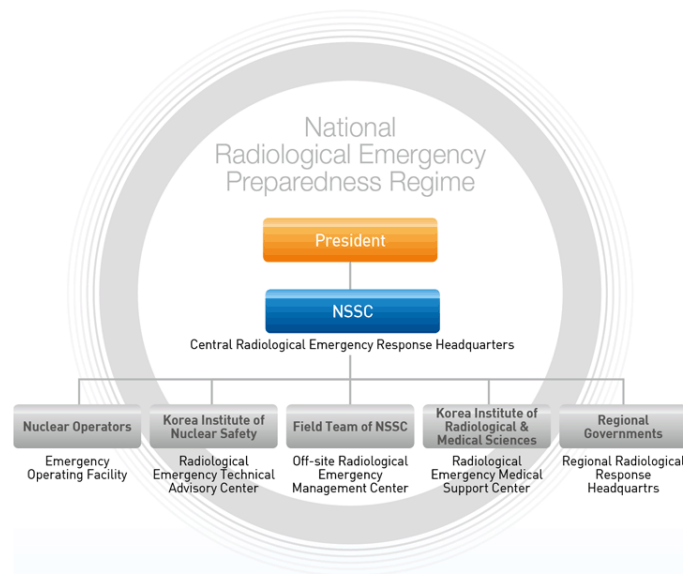 National
Radiological Emergency
Preparedness Regime
President
NSSC
Central Radiological Emergency Response Headquarters
Nuclear Operators
Emergency
Operating Facility
Korea Institute of
Nuclear Safety
Radiological
Emergency Technical
Advisory Center
Field Team of NSSC
Off-site Radiological
Emergency
Management Center
Korea Institute of
Radiological &
Medical Sciences
Radiological
Emergency Medical
Support Center
Regional
Governments
Regional Radiological
Response
Headquartrs